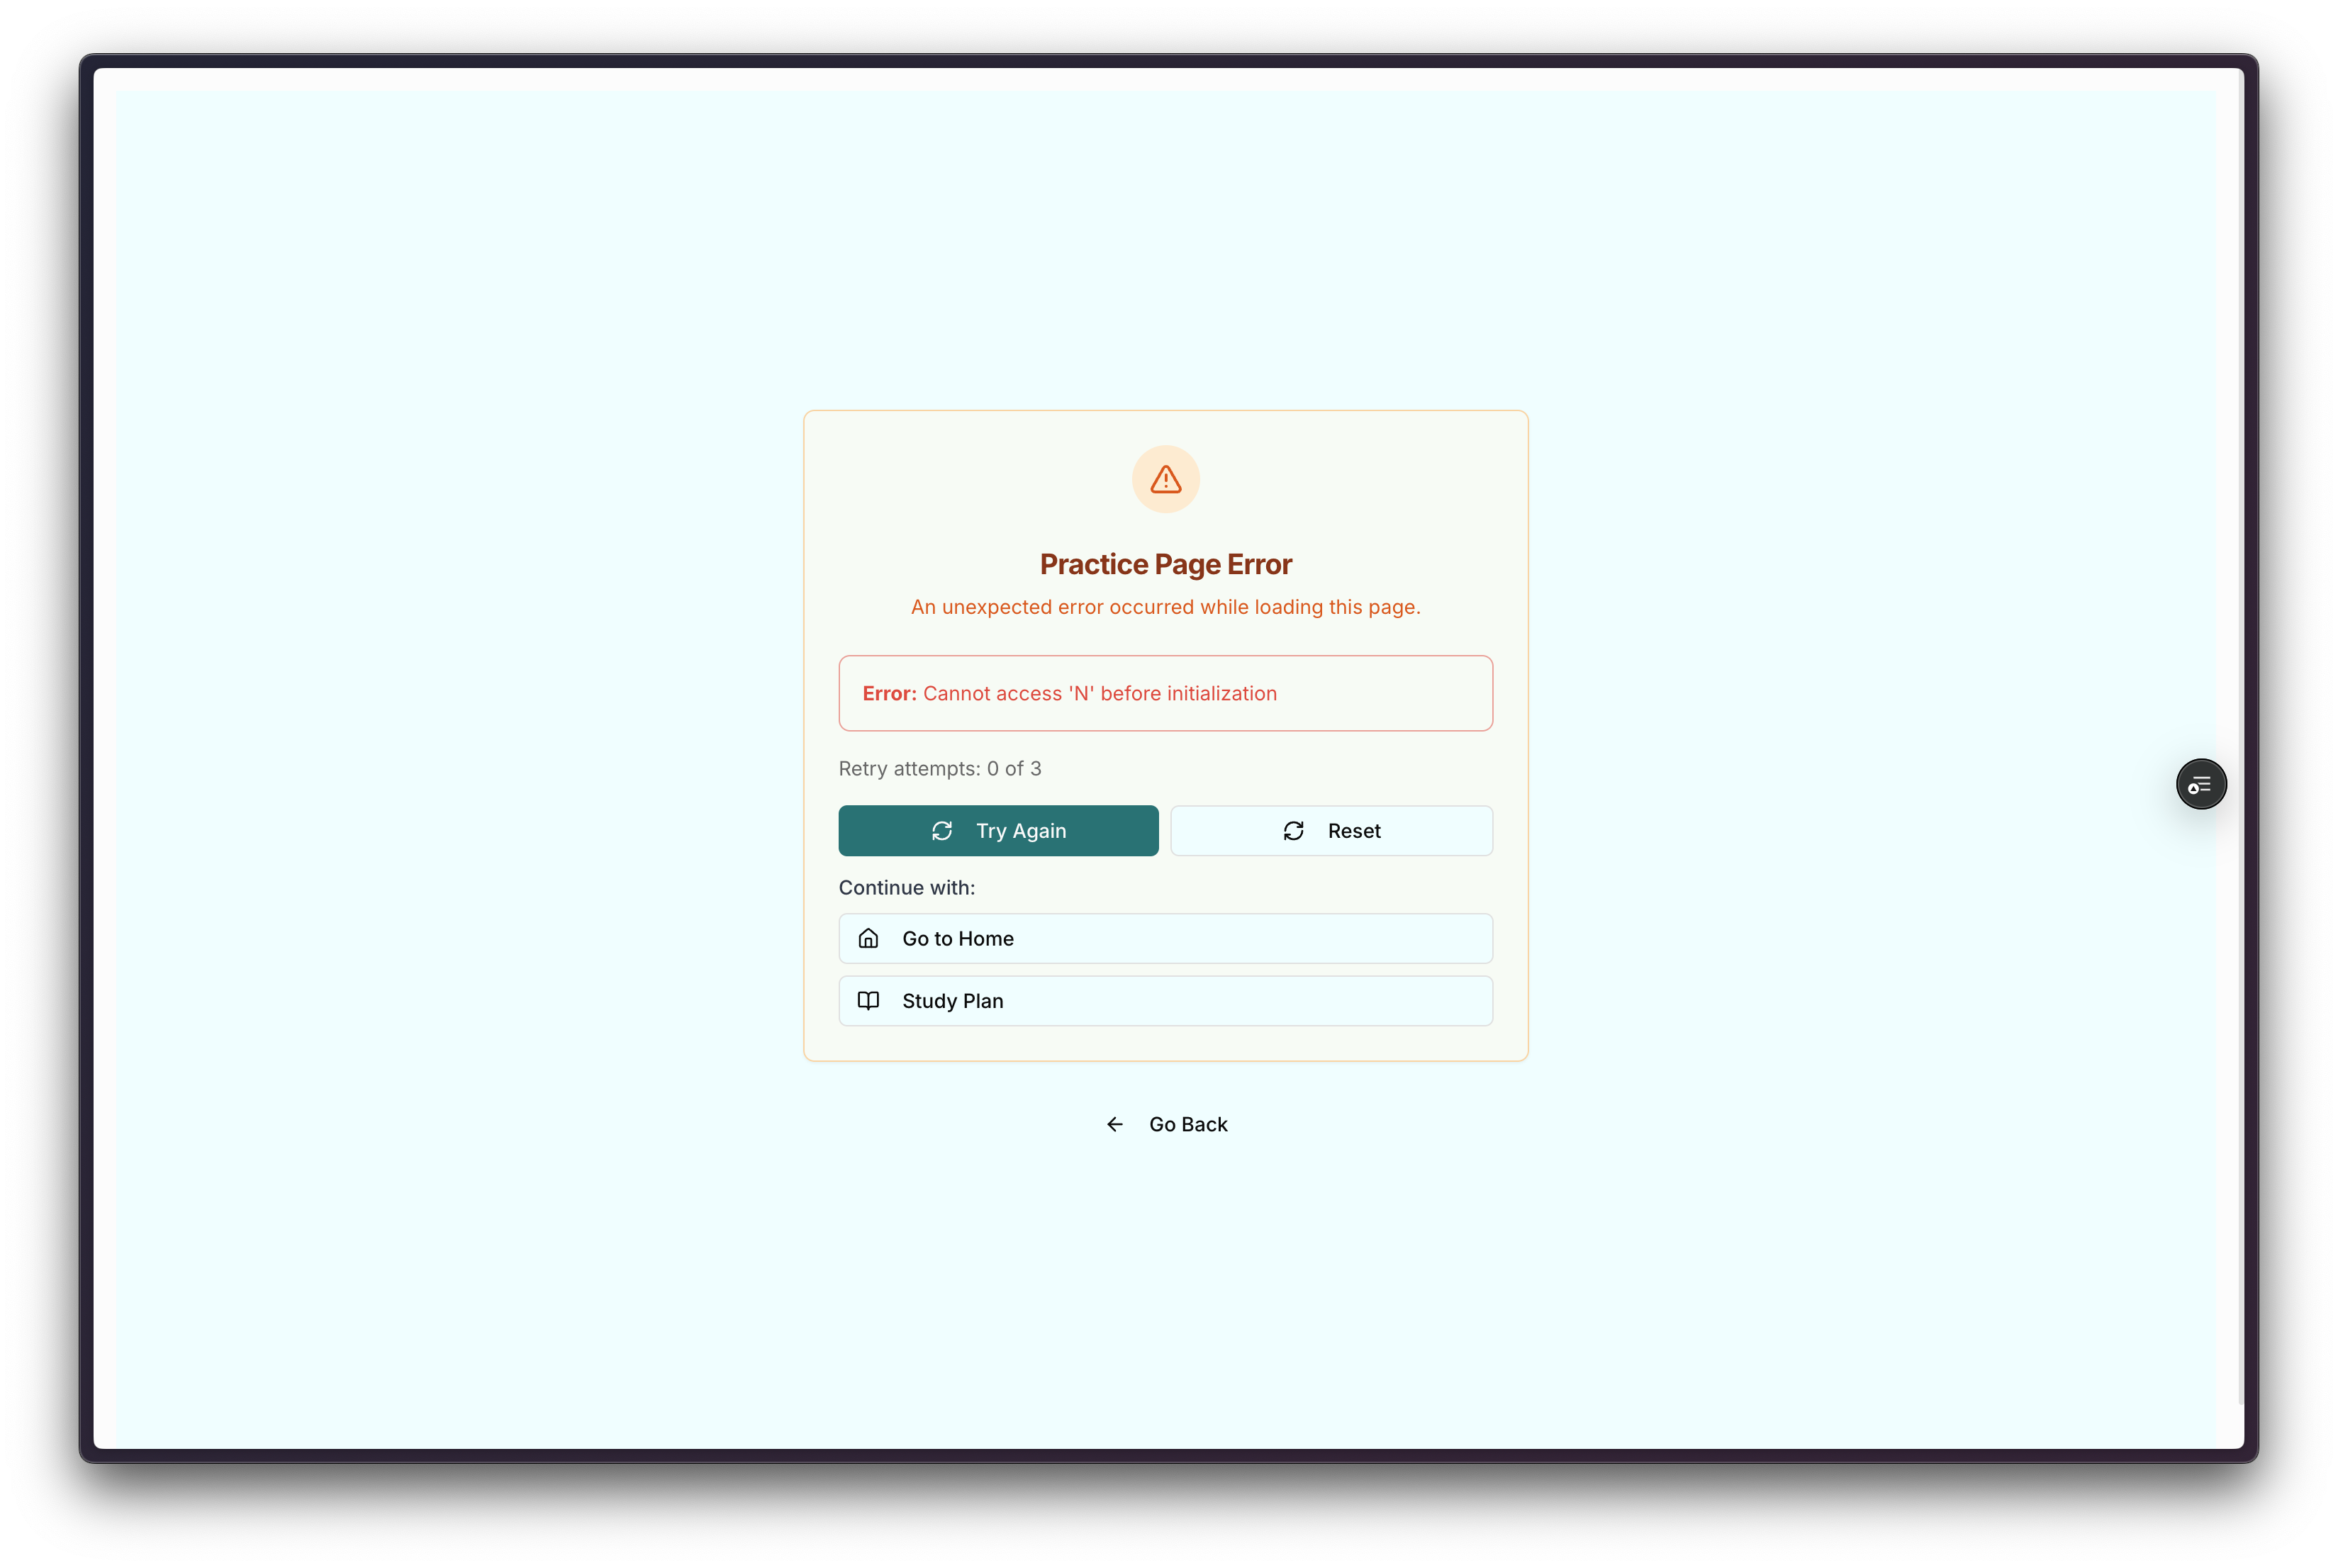 Practice Page Error
An unexpected error occurred while loading this page.
Error: Cannot access 'N' before initialization
Retry attempts: 0 of 3
Try Again
Reset
Continue with:
Go to Home
Study Plan
Go Back